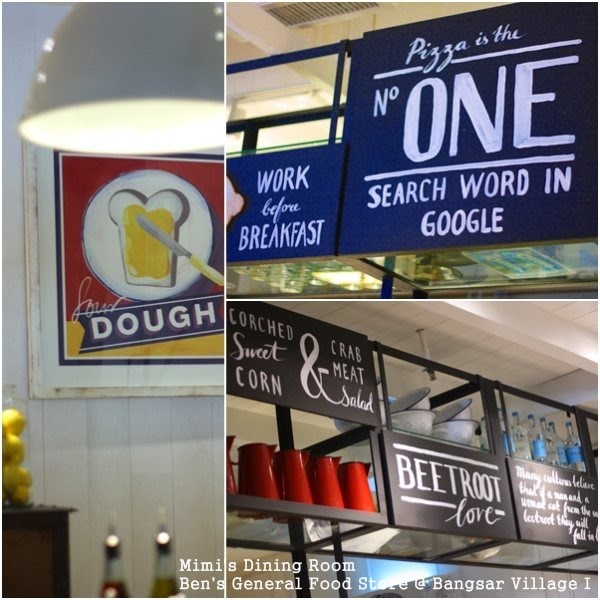 Sour
DOUGH
WORK
before
BREAKFAST
Pizza is the
Nº ONE
SEARCH WORD IN
GOOGLE
CORCHED
Sweet
CORN
&
CRAB
MEAT
Salad
BEETROOT
love
Many cultures believe
that if a man and a
woman eat from the sa
beetroot they will
fall in l
Mimi's Dining Room
Ben's General Food Store @ Bangsar Village I